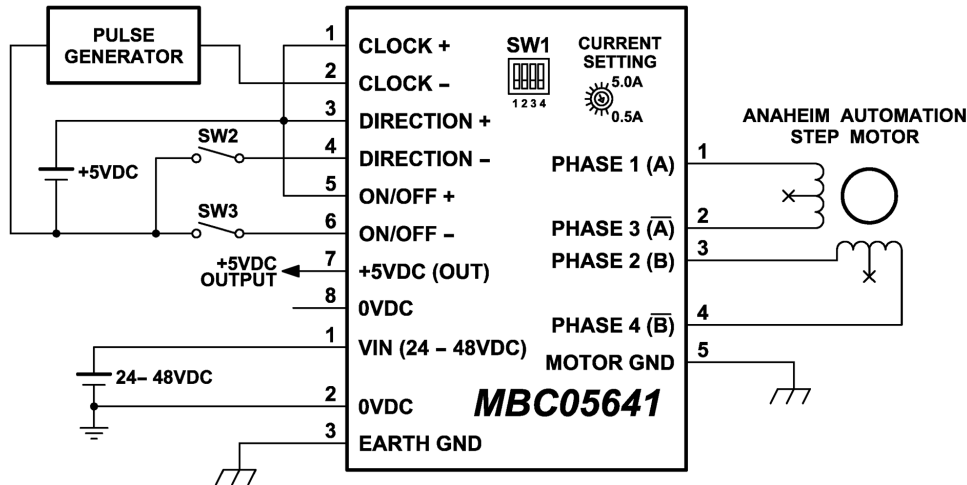 PULSE
GENERATOR
+5VDC
SW2
SW3
+5VDC
OUTPUT
24– 48VDC
1 CLOCK +
2 CLOCK –
3 DIRECTION +
4 DIRECTION –
5 ON/OFF +
6 ON/OFF –
7 +5VDC (OUT)
8 0VDC
1 VIN (24 – 48VDC)
2 0VDC
3 EARTH GND
SW1
1 2 3 4
CURRENT
SETTING
5.0A
0.5A
PHASE 1 (A) 1
PHASE 3 (A̅) 2
PHASE 2 (B) 3
PHASE 4 (B̅) 4
MOTOR GND 5
MBC05641
ANAHEIM AUTOMATION
STEP MOTOR